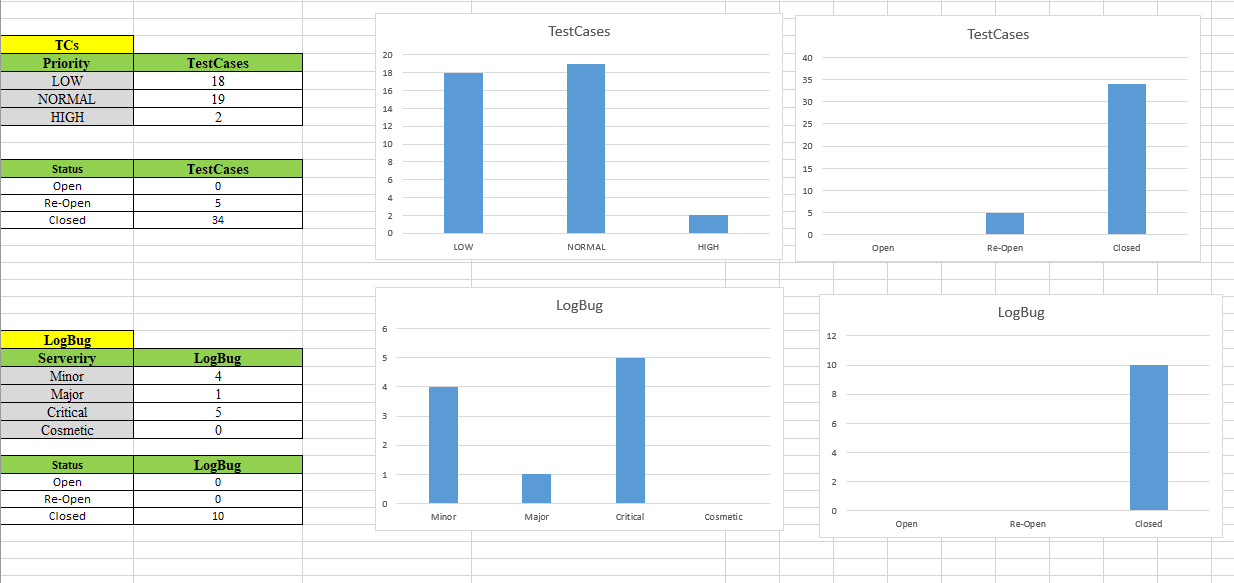 TCs
Priority TestCases
LOW 18
NORMAL 19
HIGH 2
Status TestCases
Open 0
Re-Open 5
Closed 34
TestCases
20
18
16
14
12
10
8
6
4
2
0
LOW NORMAL HIGH
TestCases
40
35
30
25
20
15
10
5
0
Open Re-Open Closed
LogBug
Serveriry LogBug
Minor 4
Major 1
Critical 5
Cosmetic 0
Status LogBug
Open 0
Re-Open 0
Closed 10
LogBug
6
5
4
3
2
1
0
Minor Major Critical Cosmetic
LogBug
12
10
8
6
4
2
0
Open Re-Open Closed